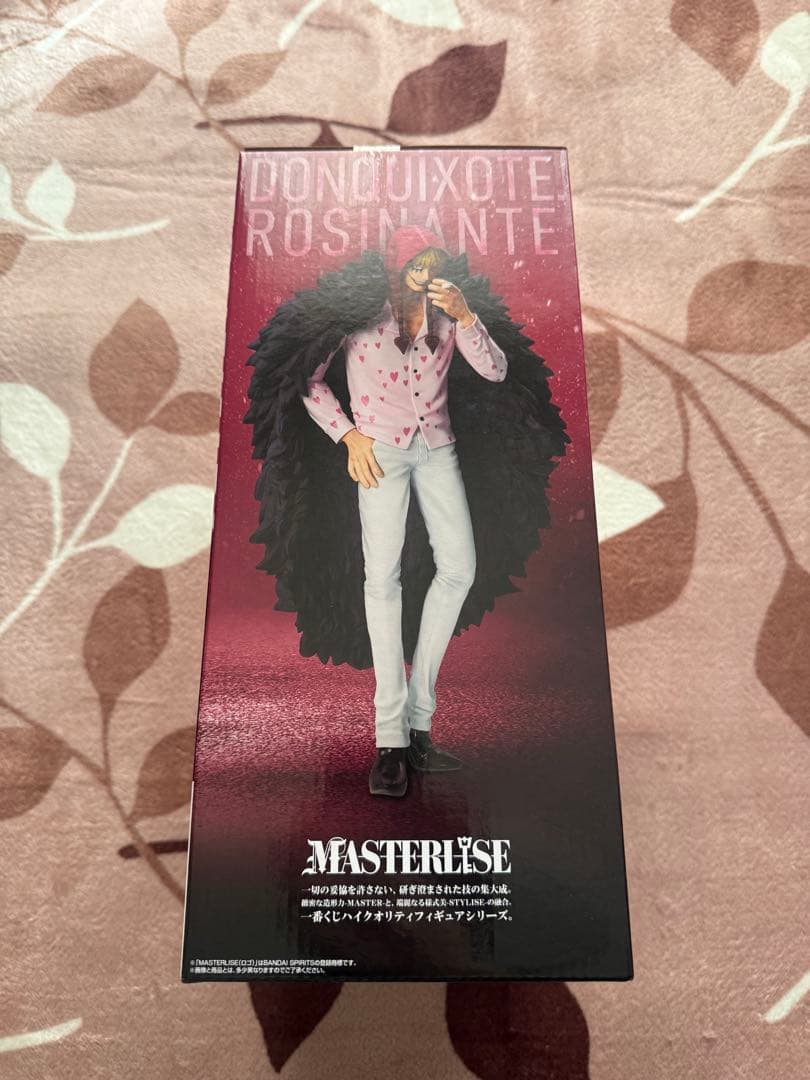 DONQUIXOTE
ROSINANTE
MASTERLISE
一切の妥協を許さない、研ぎ澄まされた技の集大成。
緻密な造形力-MASTER-と、端麗なる様式美-STYLISE-の融合。
一番くじハイクオリティフィギュアシリーズ。
※「MASTERLISE(ロゴ)」はBANDAI SPIRITSの登録商標です。
※画像と商品とは、多少異なりますのでご了承ください。